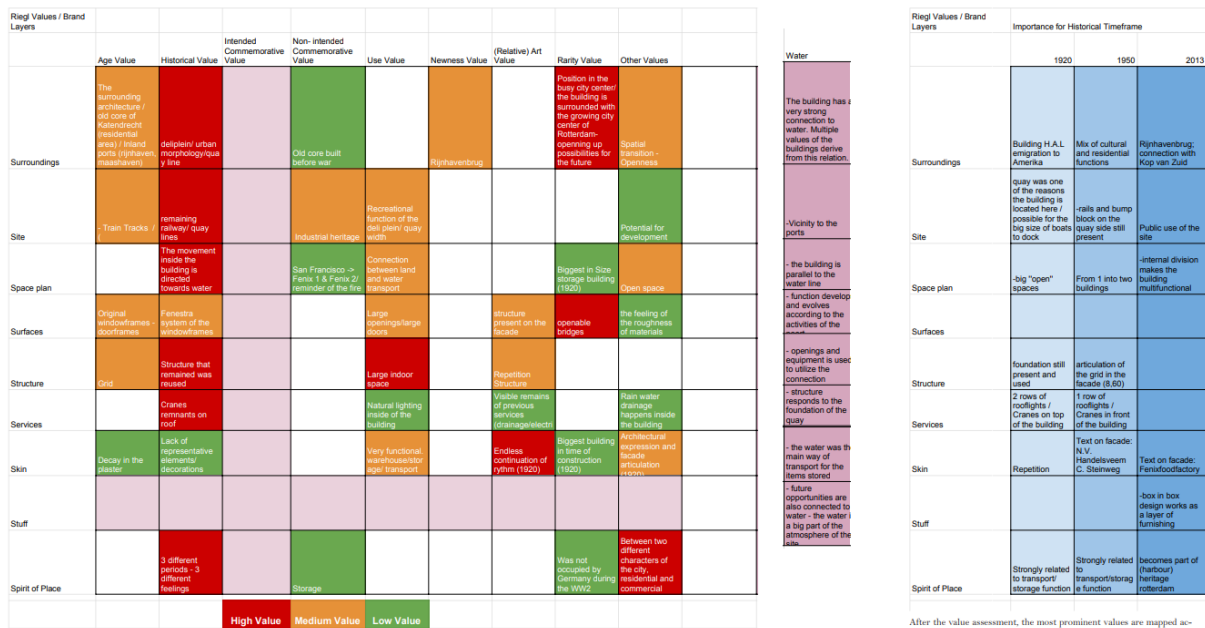 Riegl Values / Brand
Layers
Age Value
Historical Value
Intended
Commemorative
Value
Non- intended
Commemorative
Value
Use Value
Newness Value
(Relative) Art
Value
Rarity Value
Other Values
Surroundings
The
surrounding
architecture /
old core of
Katendrecht
(residential
area) / Inland
ports (rijnhaven,
maashaven)
deliplein/ urban
morphology/qua
y line
Old core built
before war
Rijnhavenbrug
Position in the
busy city center/
the building is
surrounded with
the growing city
center of
Rotterdam-
openning up
possibilities for
the future
Spatial
transition -
Openness
Site
- Train Tracks /
(
remaining
railway/ quay
lines
Industrial heritage
Recreational
function of the
deli plein/ quay
width
Potential for
development
Space plan
The movement
inside the
building is
directed
towards water
San Francisco ->
Fenix 1 & Fenix 2/
reminder of the fire
Connection
between land
and water
transport
Biggest in Size
storage building
(1920)
Open space
Surfaces
Original
windowframes -
doorframes
Fenestra
system of the
windowframes
Large
openings/large
doors
structure
present on the
facade
openable
bridges
the feeling of
the roughness
of materials
Structure
Grid
Structure that
remained was
reused
Large indoor
space
Repetition
Structure
Services
Cranes
remnants on
roof
Natural lighting
inside of the
building
Visible remains
of previous
services
(drainage/electri
Rain water
drainage
happens inside
the building
Skin
Decay in the
plaster
Lack of
representative
elements/
decorations
Very functional.
warehouse/stor
age/ transport
Endless
continuation of
rythm (1920)
Biggest building
in time of
construction
(1920)
Architectural
expression and
facade
articulation
(1920)
Stuff
Spirit of Place
3 different
periods - 3
different
feelings
Storage
Was not
occupied by
Germany during
the WW2
Between two
different
characters of
the city,
residential and
commercial
High Value
Medium Value
Low Value
Water
The building has a
very strong
connection to
water. Multiple
values of the
buildings derive
from this relation.
-Vicinity to the
ports
- the building is
parallel to the
water line
- function develop
and evolves
according to the
activities of the
- openings and
equipment is used
to utilize the
connection
- structure
responds to the
foundation of the
quay
- the water was the
main way of
transport for the
items stored
- future
opportunities are
also connected to
water - the water i
a big part of the
atmosphere of the
site
Riegl Values / Brand
Layers
Importance for Historical Timeframe
1920
1950
2013
Surroundings
Building H.A.L
emigration to
Amerika
Mix of cultural
and residential
functions
Rijnhavenbrug;
connection with
Kop van Zuid
Site
quay was one
of the reasons
the building is
located here /
possible for the
big size of boats
to dock
-rails and bump
block on the
quay side still
present
Public use of the
site
Space plan
-big "open"
spaces
From 1 into two
buildings
-internal division
makes the
building
multifunctional
Surfaces
Structure
foundation still
present and
used
articulation of
the grid in the
facade (8,60)
Services
2 rows of
rooflights /
Cranes on top
of the building
1 row of
rooflights /
Cranes in front
of the building
Skin
Repetition
Text on facade:
N.V.
Handelsveem
C. Steinweg
Text on facade:
Fenixfoodfactory
Stuff
-box in box
design works as
a layer of
furnishing
Spirit of Place
Strongly related
to transport/
storage function
Strongly related
to
transport/storag
e function
becomes part of
(harbour)
heritage
rotterdam
After the value assessment, the most prominent values are mapped ac-